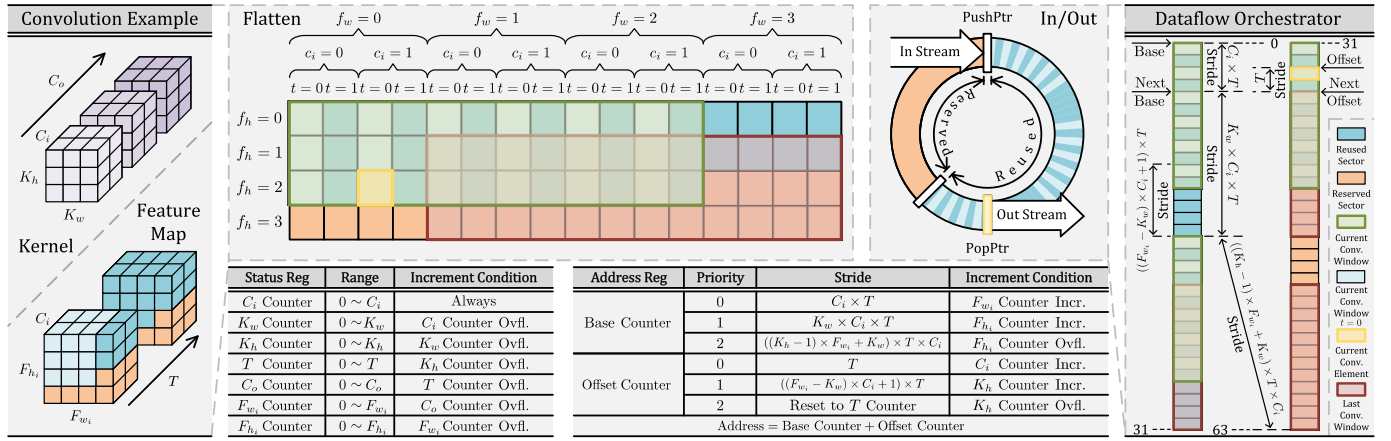 Convolution Example
C_o
C_i
K_h
K_w
Kernel
Feature
Map
C_i
F_{h_i}
F_{w_i}
T
Flatten
f_w = 0 f_w = 1 f_w = 2 f_w = 3
c_i = 0 c_i = 1 c_i = 0 c_i = 1 c_i = 0 c_i = 1 c_i = 0 c_i = 1
t = 0 t = 1 t = 0 t = 1 t = 0 t = 1 t = 0 t = 1 t = 0 t = 1 t = 0 t = 1 t = 0 t = 1 t = 0 t = 1
f_h = 0
f_h = 1
f_h = 2
f_h = 3
In/Out
PushPtr
In Stream
Reserved
Reused
Out Stream
PopPtr
Status Reg Range Increment Condition
C_i Counter 0 ∼ C_i Always
K_w Counter 0 ∼ K_w C_i Counter Ovfl.
K_h Counter 0 ∼ K_h K_w Counter Ovfl.
T Counter 0 ∼ T K_h Counter Ovfl.
C_o Counter 0 ∼ C_o T Counter Ovfl.
F_{w_i} Counter 0 ∼ F_{w_i} C_o Counter Ovfl.
F_{h_i} Counter 0 ∼ F_{h_i} F_{w_i} Counter Ovfl.
Address Reg Priority Stride Increment Condition
Base Counter
0 C_i × T F_{w_i} Counter Incr.
1 K_w × C_i × T F_{h_i} Counter Incr.
2 ((K_h − 1) × F_{w_i} + K_w) × T × C_i F_{h_i} Counter Ovfl.
Offset Counter
0 T C_i Counter Incr.
1 ((F_{w_i} − K_w) × C_i + 1) × T K_h Counter Incr.
2 Reset to T Counter K_h Counter Ovfl.
Address = Base Counter + Offset Counter
Dataflow Orchestrator
Base
Next
Base
0
31
Stride
C_i × T
Stride
T
Offset
Next
Offset
Stride
K_w × C_i × T
((F_{w_i} − K_w) × C_i + 1) × T
Stride
((K_h − 1) × F_{w_i} + K_w) × T × C_i
Stride
31
63
Reused
Sector
Reserved
Sector
Current
Conv.
Window
Current
Conv.
Window
t = 0
Current
Conv.
Element
Last
Conv.
Window